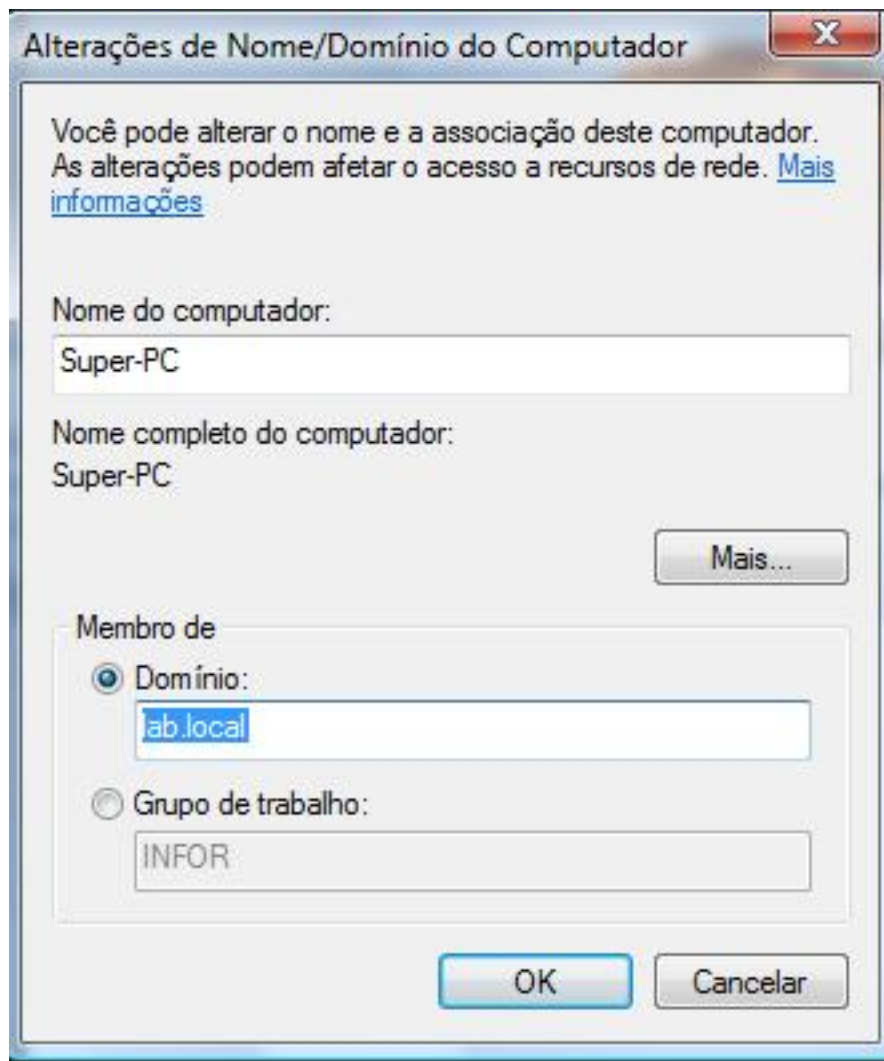 Alterações de Nome/Domínio do Computador
Você pode alterar o nome e a associação deste computador.
As alterações podem afetar o acesso a recursos de rede. Mais
informações
Nome do computador:
Super-PC
Nome completo do computador:
Super-PC
Mais...
Membro de
Domínio:
lab.local
Grupo de trabalho:
INFOR
OK
Cancelar